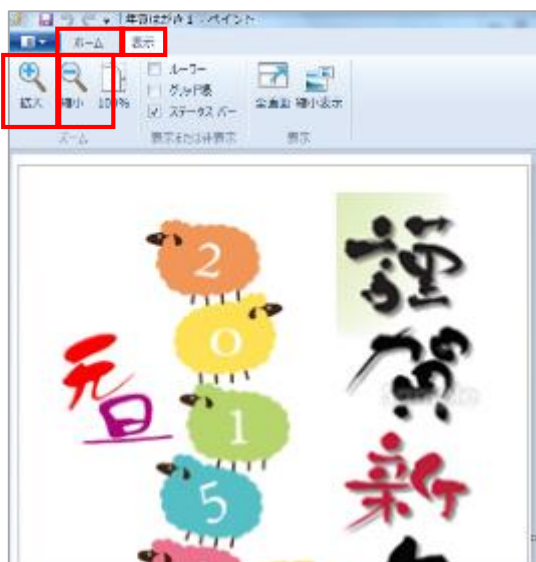 年賀はがき1 - ペイント
ホーム 表示
拡大 縮小 100%
ルーラー
グリッド線
ステータス バー
全画面 縮小表示
ズーム 表示または非表示 表示
謹賀新
元旦
2
0
1
5